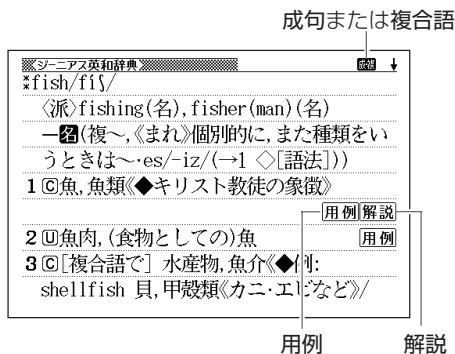 成句または複合語
ジーニアス英和辞典 成複 ↓
⁑fish/fíʃ/
〈派〉fishing(名),fisher(man)(名)
―名(複~,《まれ》個別的に,また種類をい
うときは~·es/-iz/(→1 ◇[語法]))
1 Ⓒ魚,魚類《◆キリスト教徒の象徴》
用例 解説
2 Ⓤ魚肉,(食物としての)魚 用例
3 Ⓒ[複合語で] 水産物,魚介《◆例:
shellfish 貝,甲殻類《カニ·エビなど》/
用例 解説